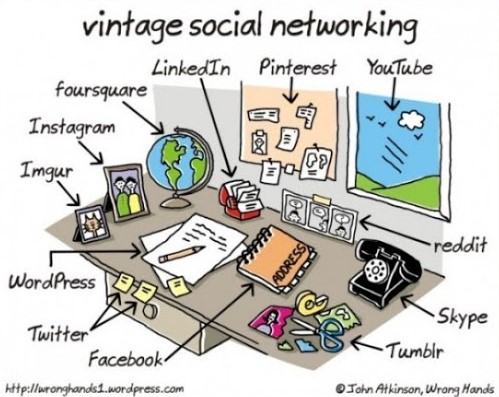 vintage social networking
LinkedIn
Pinterest
YouTube
foursquare
Instagram
Imgur
reddit
ADDRESS
WordPress
Skype
Twitter
Tumblr
Facebook
http://wronghands1.wordpress.com
© John Atkinson, Wrong Hands